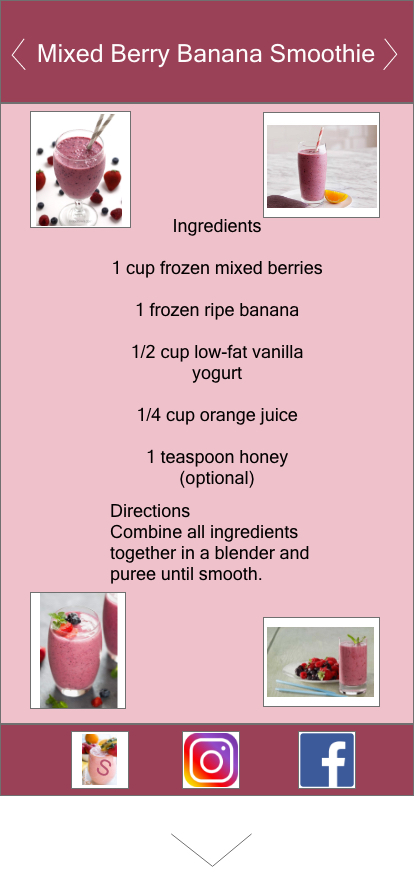 Mixed Berry Banana Smoothie
Ingredients
1 cup frozen mixed berries
1 frozen ripe banana
1/2 cup low-fat vanilla
yogurt
1/4 cup orange juice
1 teaspoon honey
(optional)
Directions
Combine all ingredients
together in a blender and
puree until smooth.
S
f